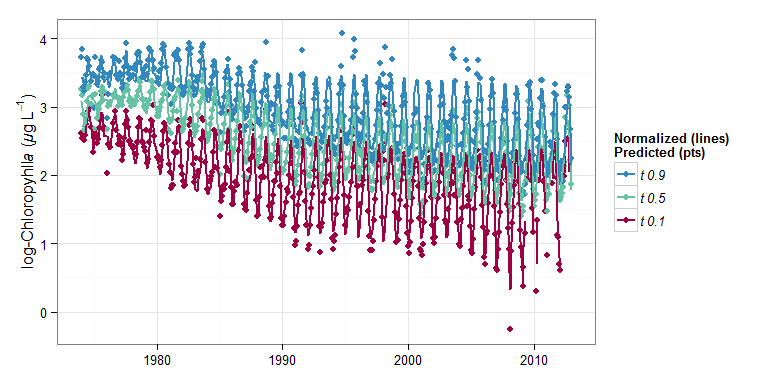 log-Chloropyhlla (μg L⁻¹)
4
3
2
1
0
1980
1990
2000
2010
Normalized (lines)
Predicted (pts)
t 0.9
t 0.5
t 0.1